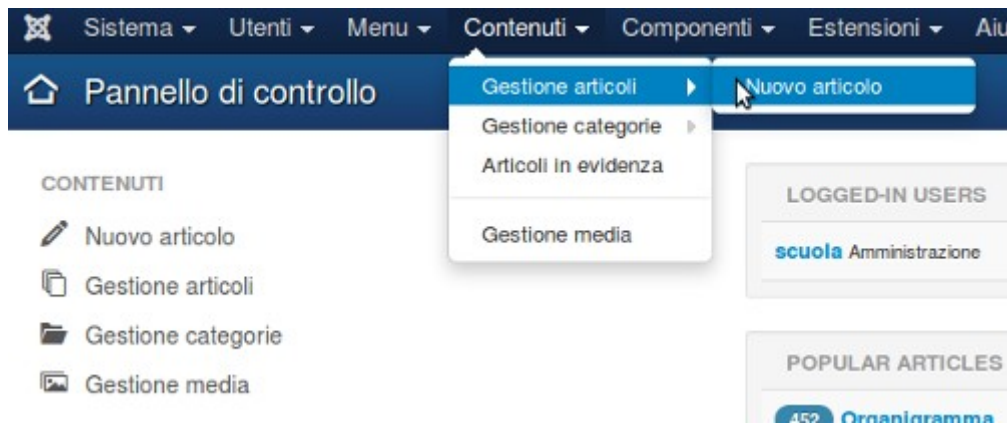 Sistema Utenti Menu Contenuti Componenti Estensioni Aiu
Pannello di controllo
Gestione articoli
Nuovo articolo
Gestione categorie
Articoli in evidenza
Gestione media
CONTENUTI
Nuovo articolo
Gestione articoli
Gestione categorie
Gestione media
LOGGED-IN USERS
scuola Amministrazione
POPULAR ARTICLES
452 Organigramma